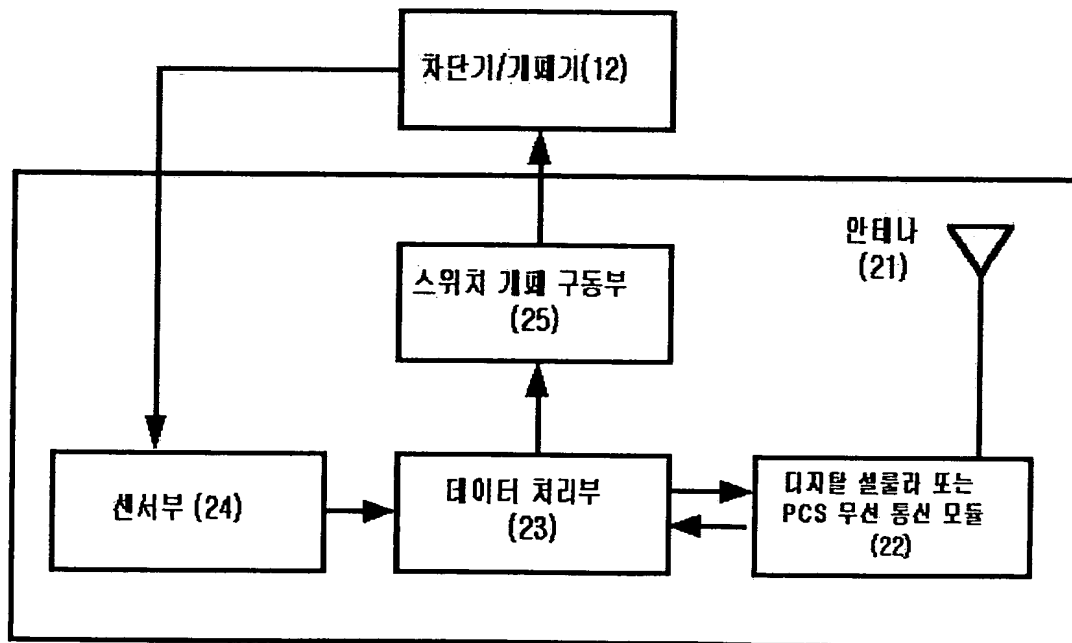 차단기/개폐기(12)
안테나
(21)
스위치 개폐 구동부
(25)
센서부 (24)
데이터 처리부
(23)
디지탈 셀룰라 또는
PCS 무선 통신 모듈
(22)